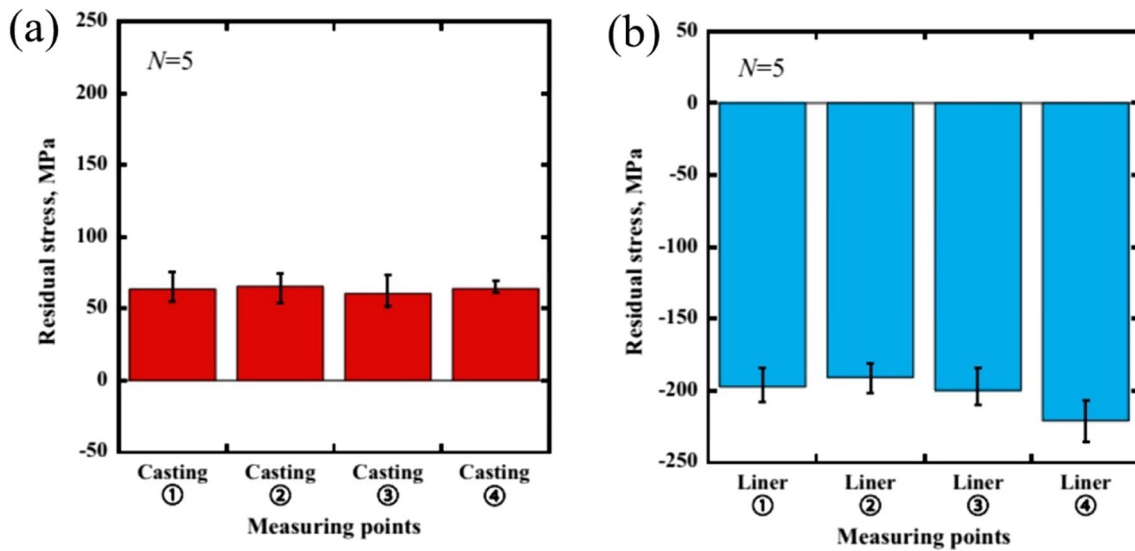 (a)
N=5
Residual stress, MPa
250
200
150
100
50
0
-50
Casting Casting Casting Casting
① ② ③ ④
Measuring points
(b)
N=5
Residual stress, MPa
50
0
-50
-100
-150
-200
-250
Liner Liner Liner Liner
① ② ③ ④
Measuring points